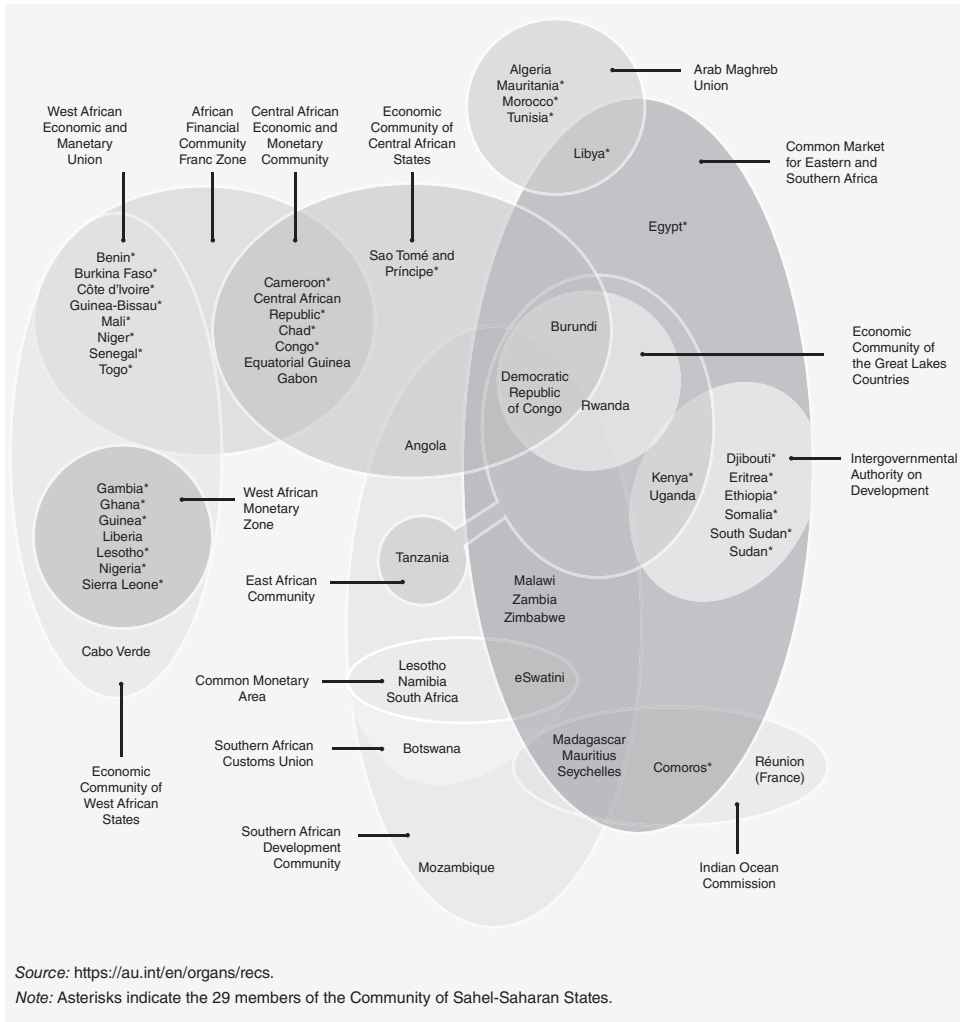 Algeria
Mauritania*
Morocco*
Tunisia*
Libya*
Arab Maghreb
Union
West African
Economic and
Manetary
Union
African
Financial
Community
Franc Zone
Central African
Economic and
Monetary
Community
Economic
Community of
Central African
States
Common Market
for Eastern and
Southern Africa
Egypt*
Benin*
Burkina Faso*
Côte d'Ivoire*
Guinea-Bissau*
Mali*
Niger*
Senegal*
Togo*
Cameroon*
Central African
Republic*
Chad*
Congo*
Equatorial Guinea
Gabon
Sao Tomé and
Príncipe*
Burundi
Democratic
Republic
of Congo
Rwanda
Economic
Community of
the Great Lakes
Countries
Angola
Kenya*
Uganda
Djibouti*
Eritrea*
Ethiopia*
Somalia*
South Sudan*
Sudan*
Intergovernmental
Authority on
Development
Gambia*
Ghana*
Guinea*
Liberia
Lesotho*
Nigeria*
Sierra Leone*
West African
Monetary
Zone
Tanzania
East African
Community
Malawi
Zambia
Zimbabwe
Cabo Verde
Common Monetary
Area
Lesotho
Namibia
South Africa
eSwatini
Southern African
Customs Union
Botswana
Madagascar
Mauritius
Seychelles
Comoros*
Réunion
(France)
Economic
Community of
West African
States
Southern African
Development
Community
Mozambique
Indian Ocean
Commission
Source: https://au.int/en/organs/recs.
Note: Asterisks indicate the 29 members of the Community of Sahel-Saharan States.